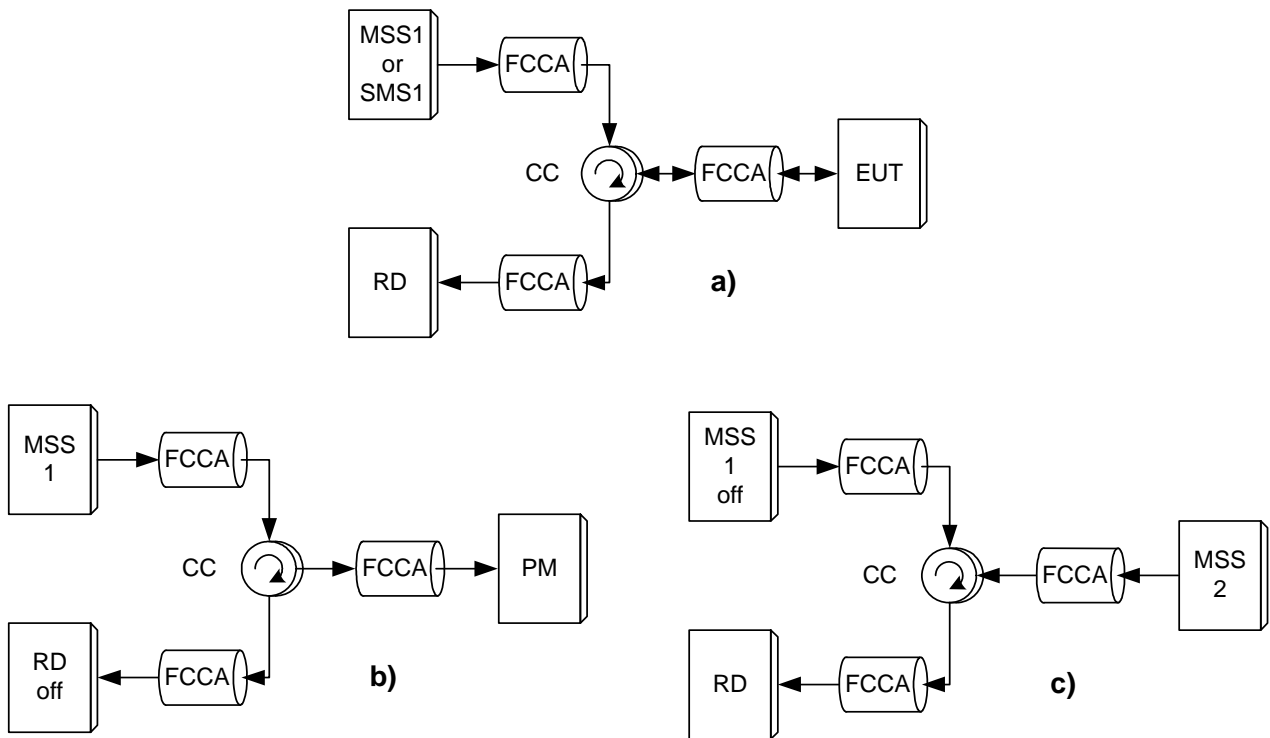 MSS1
or
SMS1
FCCA
CC
FCCA
EUT
RD
FCCA
a)
MSS
1
FCCA
CC
FCCA
PM
RD
off
FCCA
b)
MSS
1
off
FCCA
CC
FCCA
MSS
2
RD
FCCA
c)